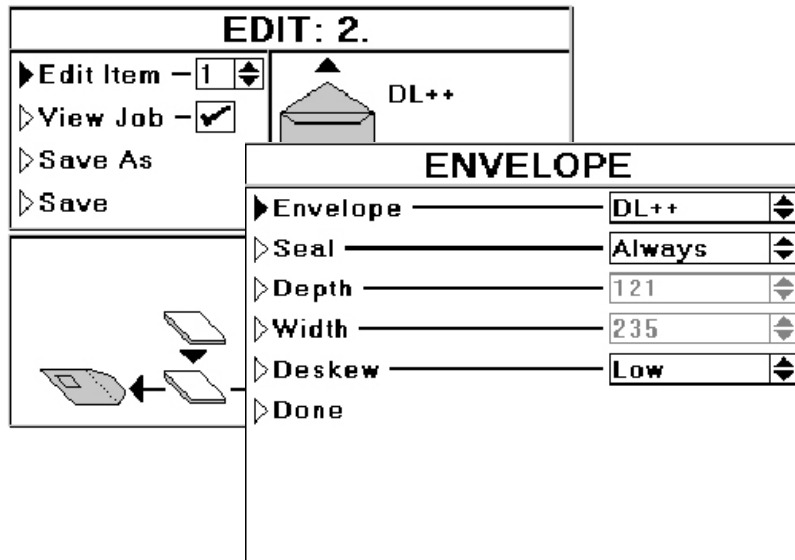 EDIT: 2.
Edit Item 1
View Job
Save As
Save
DL++
ENVELOPE
Envelope DL++
Seal Always
Depth 121
Width 235
Deskew Low
Done